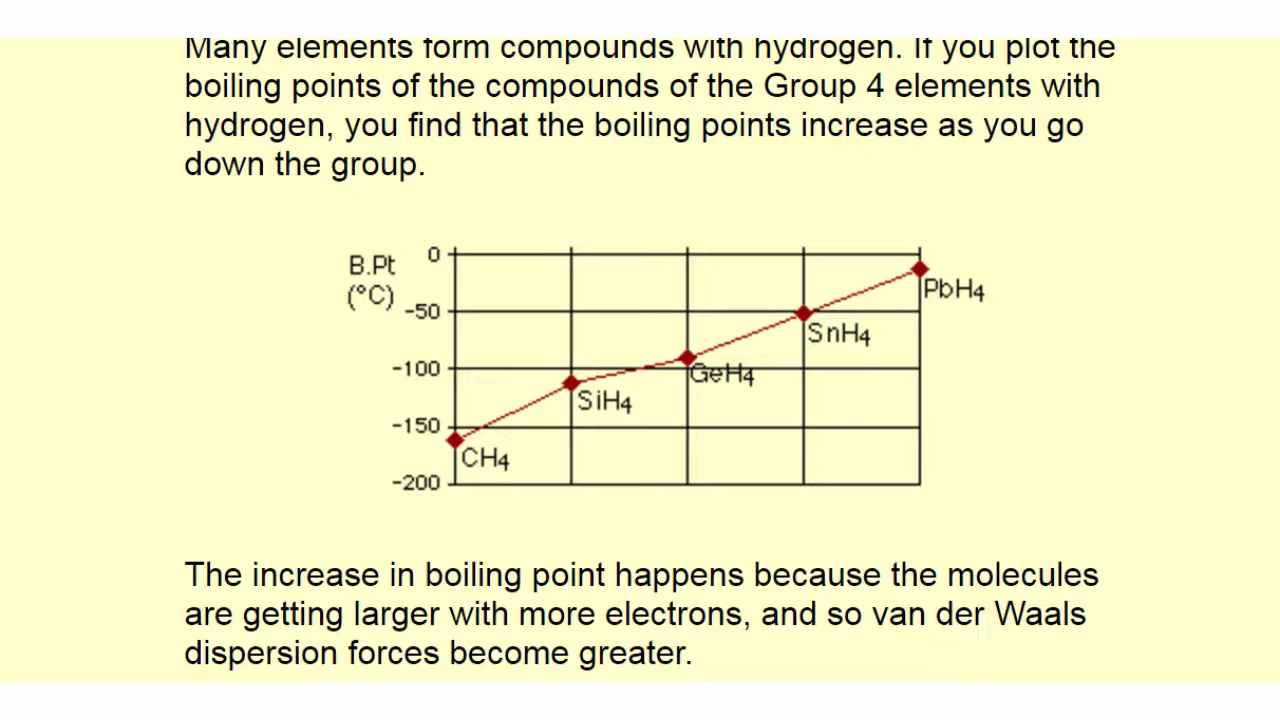 Many elements form compounds with hydrogen. If you plot the
boiling points of the compounds of the Group 4 elements with
hydrogen, you find that the boiling points increase as you go
down the group.
B.Pt
(°C)
0
-50
-100
-150
-200
CH4
SiH4
GeH4
SnH4
PbH4
The increase in boiling point happens because the molecules
are getting larger with more electrons, and so van der Waals
dispersion forces become greater.